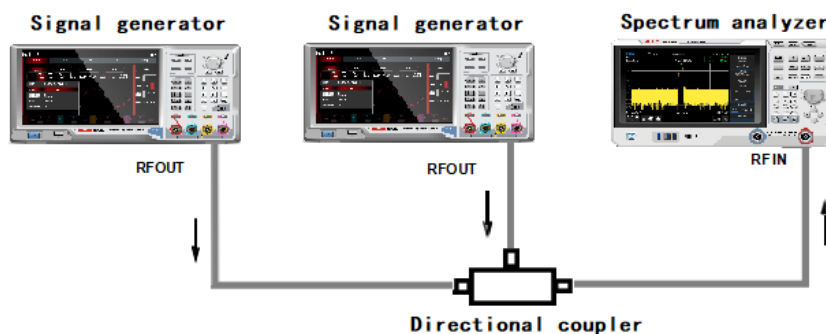 Signal generator
Signal generator
Spectrum analyzer
RFOUT
RFOUT
RFIN
Directional coupler